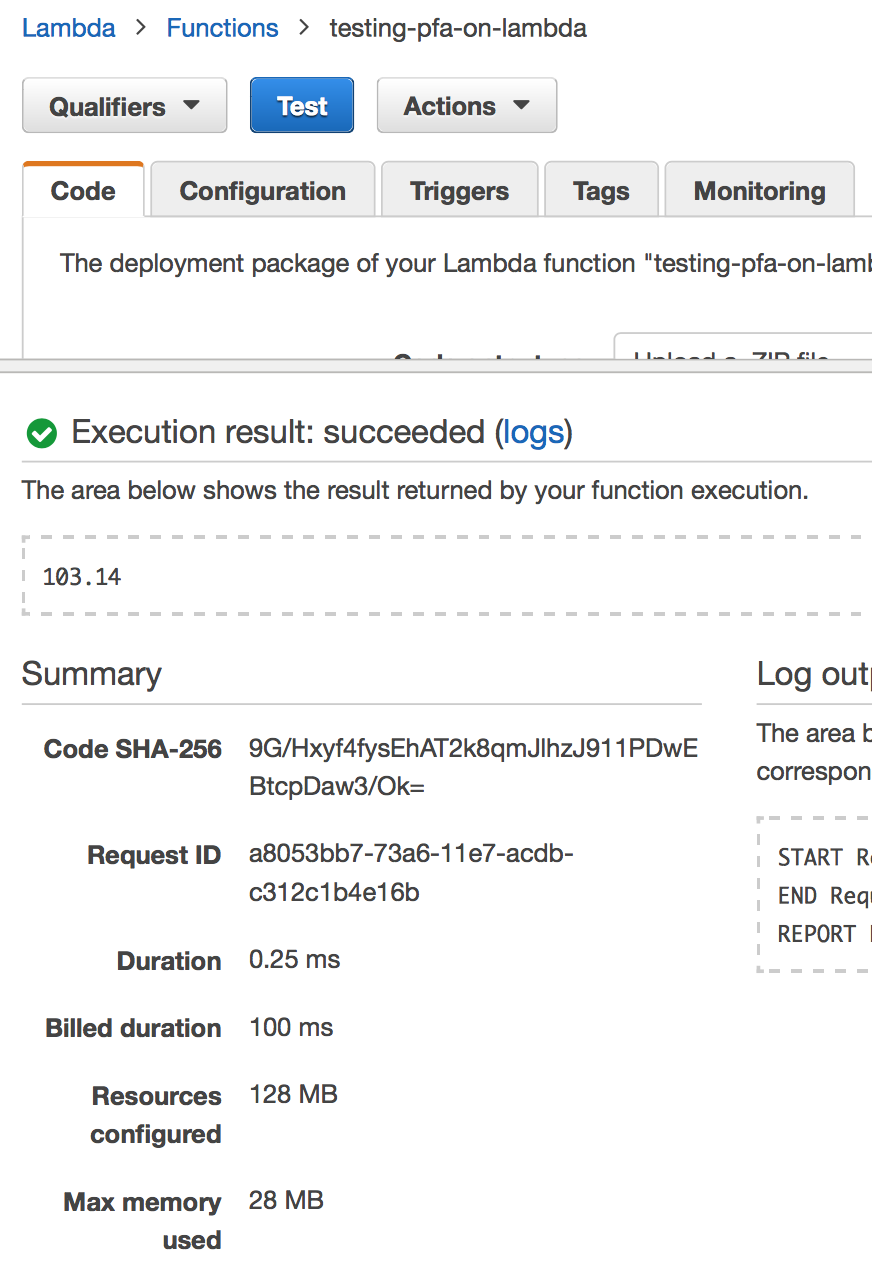 Lambda > Functions > testing-pfa-on-lambda
Qualifiers Test Actions
Code Configuration Triggers Tags Monitoring
The deployment package of your Lambda function "testing-pfa-on-lamb
Execution result: succeeded (logs)
The area below shows the result returned by your function execution.
103.14
Summary
Code SHA-256 9G/Hxyf4fysEhAT2k8qmJlhzJ911PDwE
BtcpDaw3/Ok=
Request ID a8053bb7-73a6-11e7-acdb-
c312c1b4e16b
Duration 0.25 ms
Billed duration 100 ms
Resources 128 MB
configured
Max memory 28 MB
used
Log out
The area b
correspon
START R
END Requ
REPORT